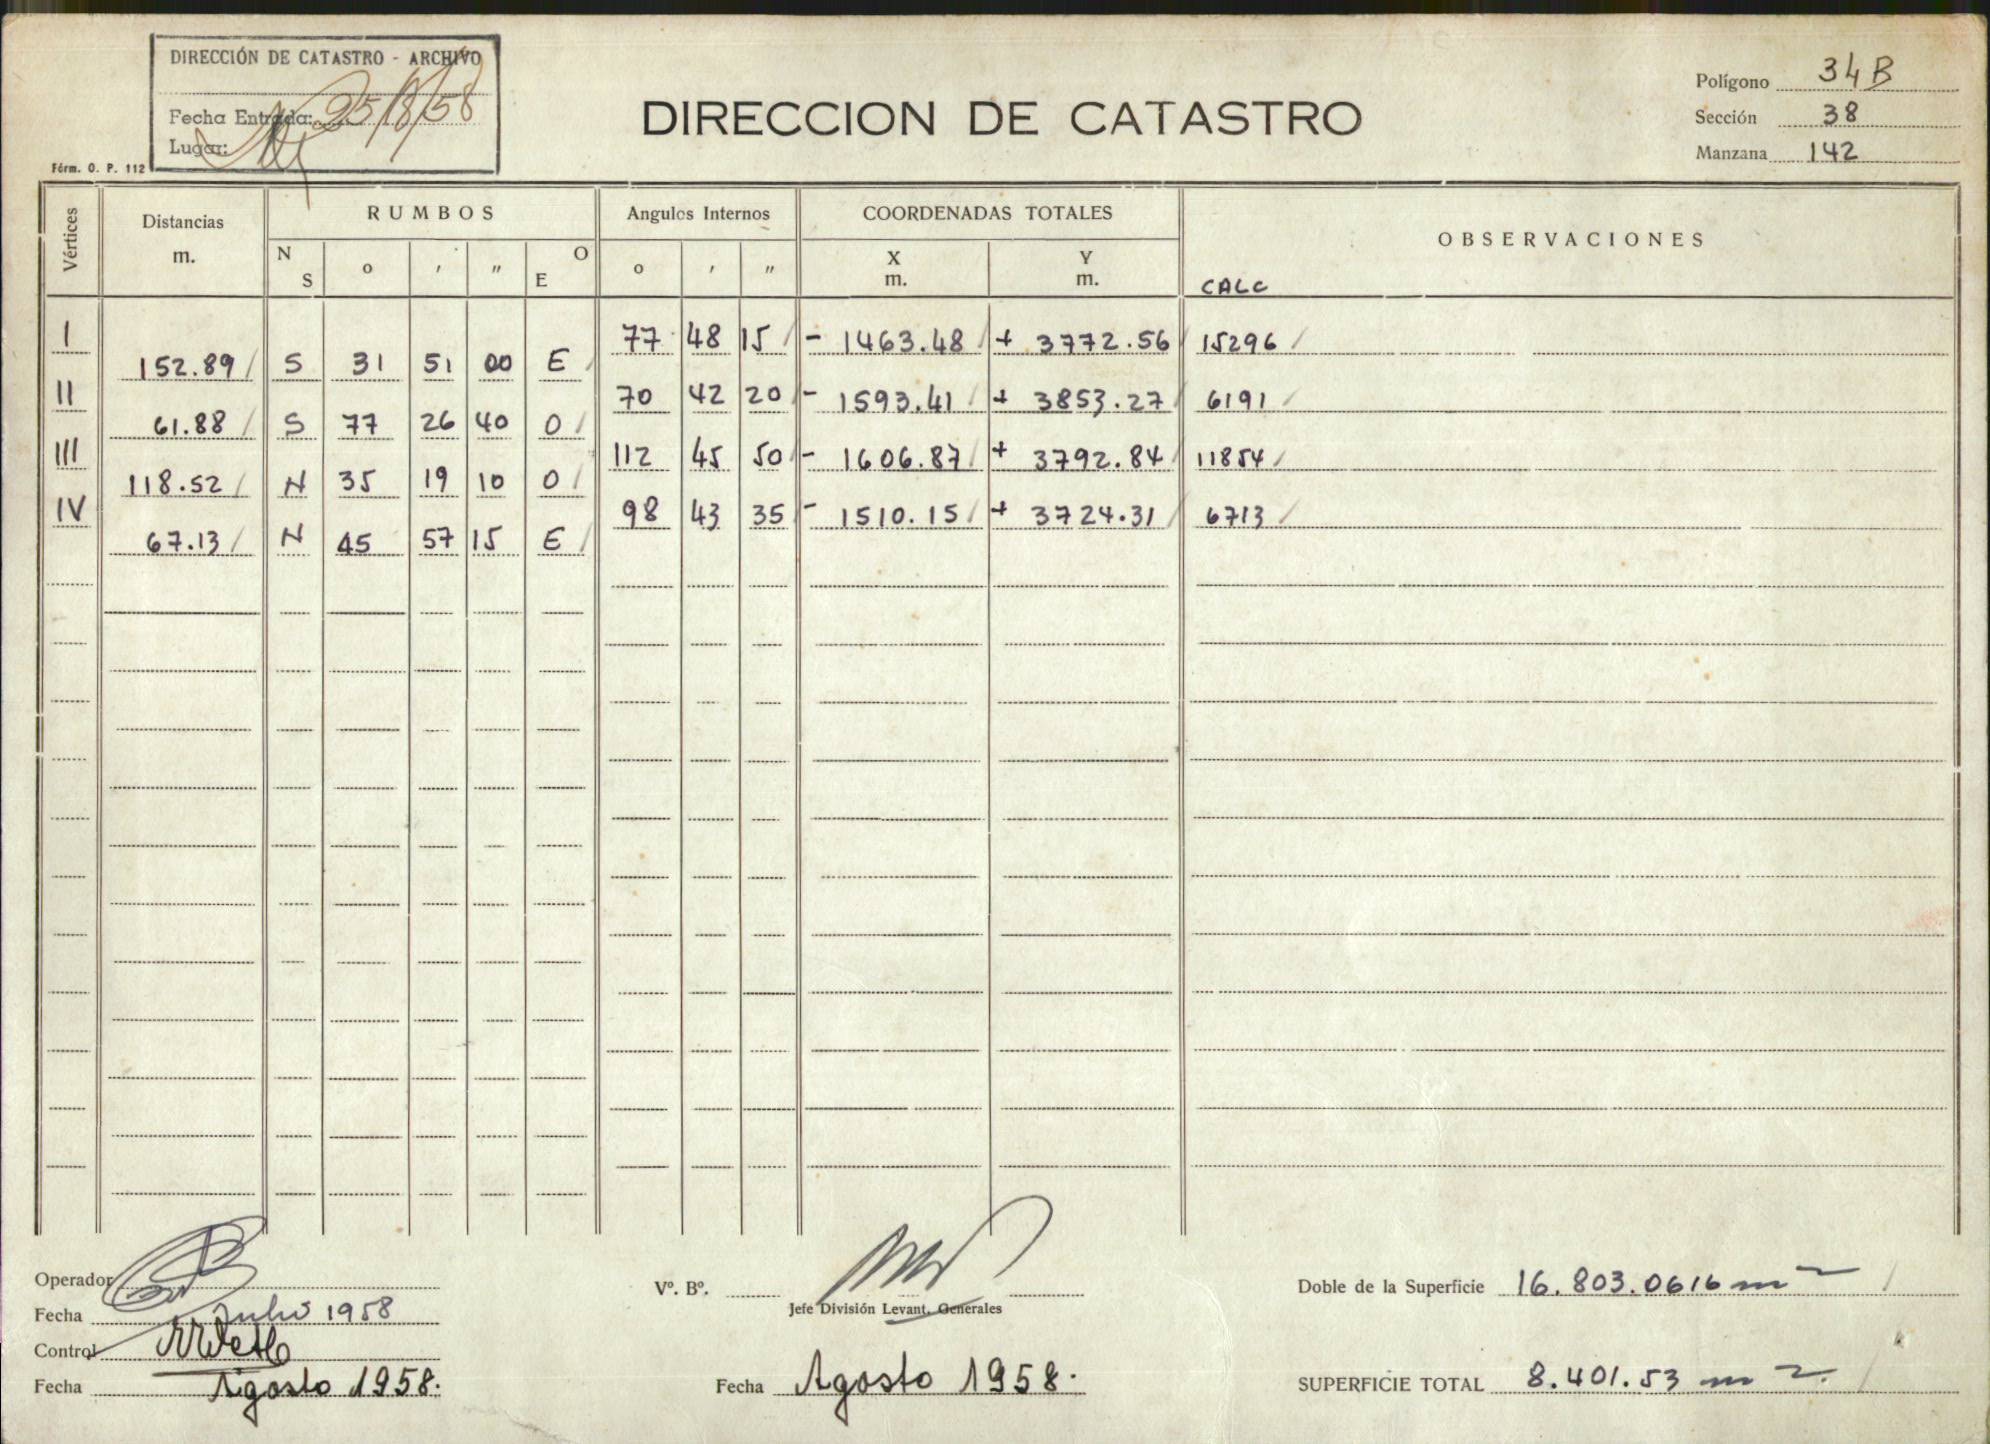 DIRECCIÓN DE CATASTRO - ARCHIVO
Fecha Entrada: 25/8/58
Lugar:
Fórm. O. P. 112
DIRECCION DE CATASTRO
Polígono 34B
Sección 38
Manzana 142
Vértices Distancias m. RUMBOS Angulos Internos COORDENADAS TOTALES OBSERVACIONES
N S o ' " O E o ' " X m. Y m. CALC
I 77 48 15 - 1463.48 + 3772.56 15296
152.89 S 31 51 00 E
II 70 42 20 - 1593.41 + 3853.27 6191
61.88 S 77 26 40 O
III 112 45 50 - 1606.87 + 3792.84 11854
118.52 N 35 19 10 O
IV 98 43 35 - 1510.15 + 3724.31 6713
67.13 N 45 57 15 E
Operador
Fecha Julio 1958
Control
Fecha Agosto 1958.
Vº. Bº.
Jefe División Levant. Generales
Fecha Agosto 1958.
Doble de la Superficie 16.803.0616 m2
SUPERFICIE TOTAL 8.401.53 m2.